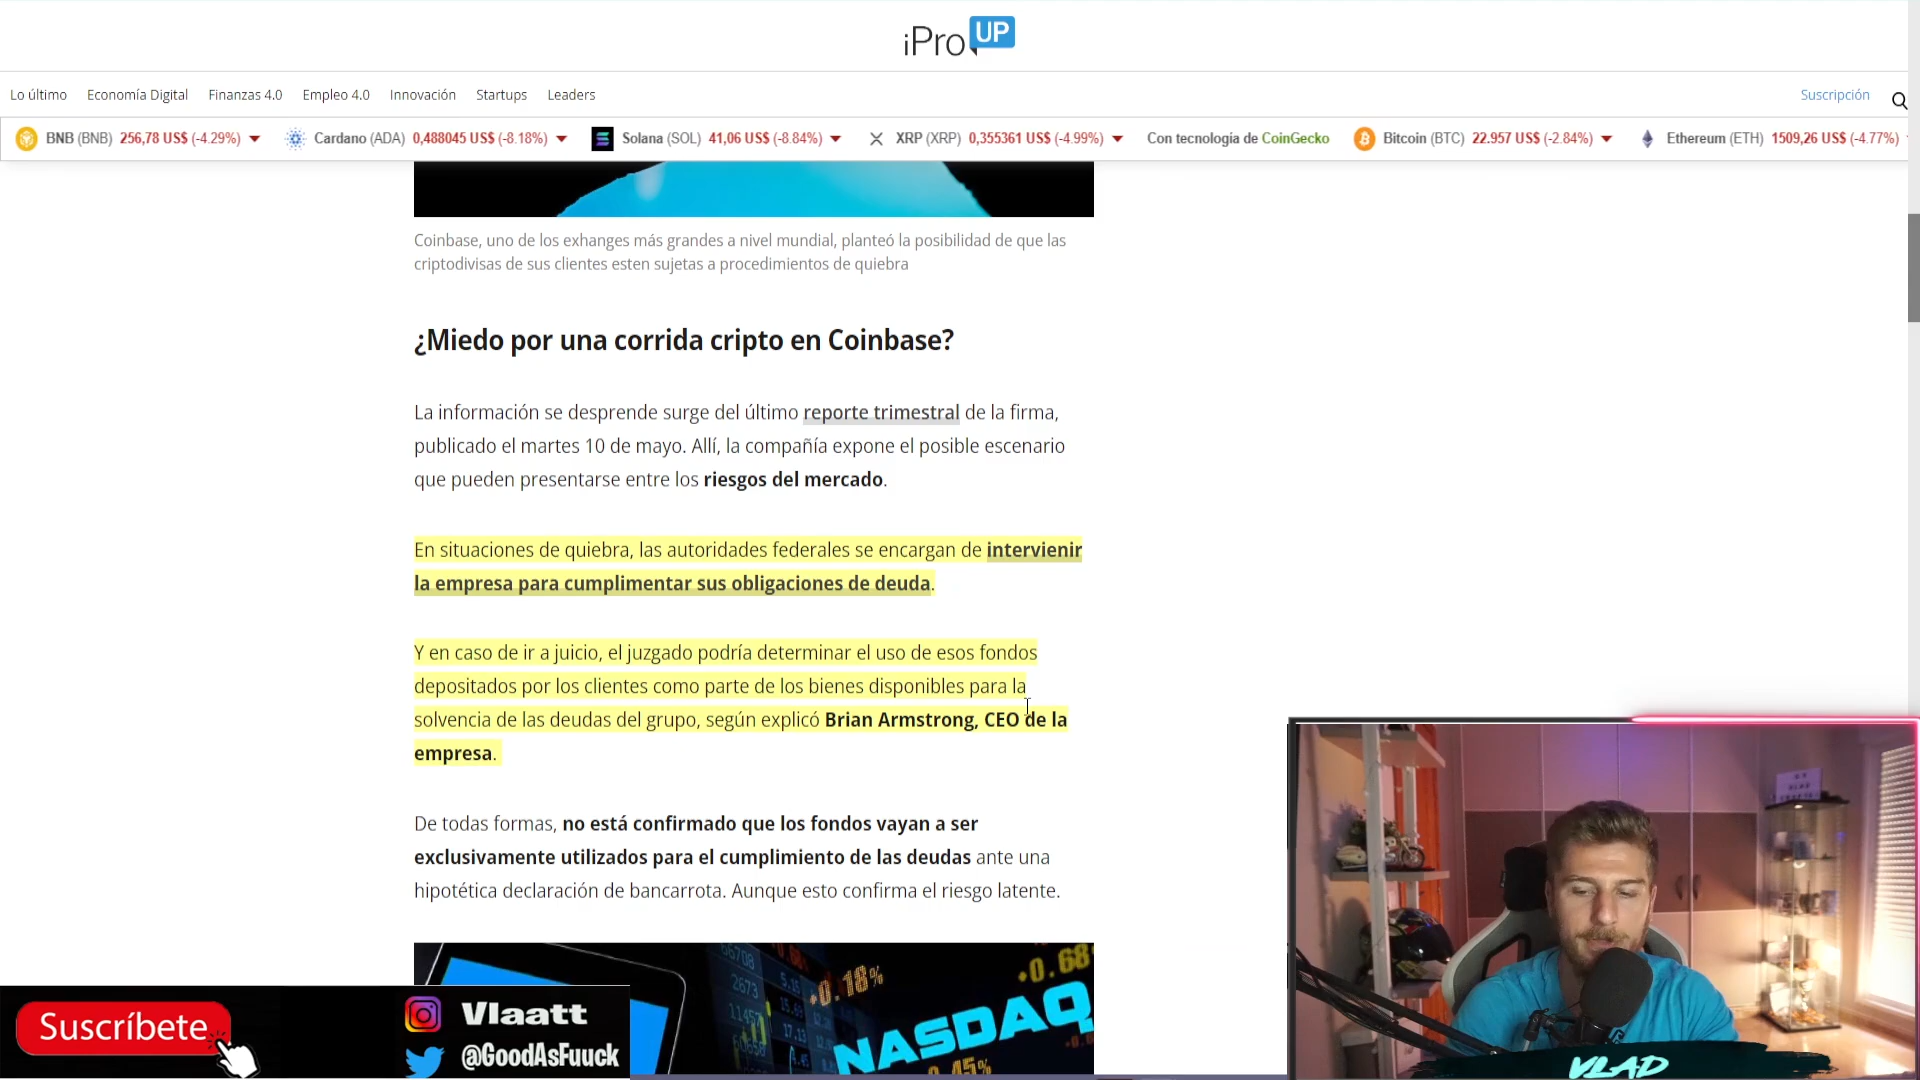 iPro UP
Lo último Economía Digital Finanzas 4.0 Empleo 4.0 Innovación Startups Leaders Suscripción
BNB (BNB) 256,78 US$ (-4.29%) Cardano (ADA) 0,488045 US$ (-8.18%) Solana (SOL) 41,06 US$ (-8.84%) XRP (XRP) 0,355361 US$ (-4.99%) Con tecnología de CoinGecko Bitcoin (BTC) 22.957 US$ (-2.84%) Ethereum (ETH) 1509,26 US$ (-4.77%)
Coinbase, uno de los exhanges más grandes a nivel mundial, planteó la posibilidad de que las
criptodivisas de sus clientes esten sujetas a procedimientos de quiebra
¿Miedo por una corrida cripto en Coinbase?
La información se desprende surge del último reporte trimestral de la firma,
publicado el martes 10 de mayo. Allí, la compañía expone el posible escenario
que pueden presentarse entre los riesgos del mercado.
En situaciones de quiebra, las autoridades federales se encargan de intervienir
la empresa para cumplimentar sus obligaciones de deuda.
Y en caso de ir a juicio, el juzgado podría determinar el uso de esos fondos
depositados por los clientes como parte de los bienes disponibles para la
solvencia de las deudas del grupo, según explicó Brian Armstrong, CEO de la
empresa.
De todas formas, no está confirmado que los fondos vayan a ser
exclusivamente utilizados para el cumplimiento de las deudas ante una
hipotética declaración de bancarrota. Aunque esto confirma el riesgo latente.
+0.18%
+0.68
NASDAQ
0.45%
Suscríbete
Vlaatt
@GoodAsFuuck
VLAD